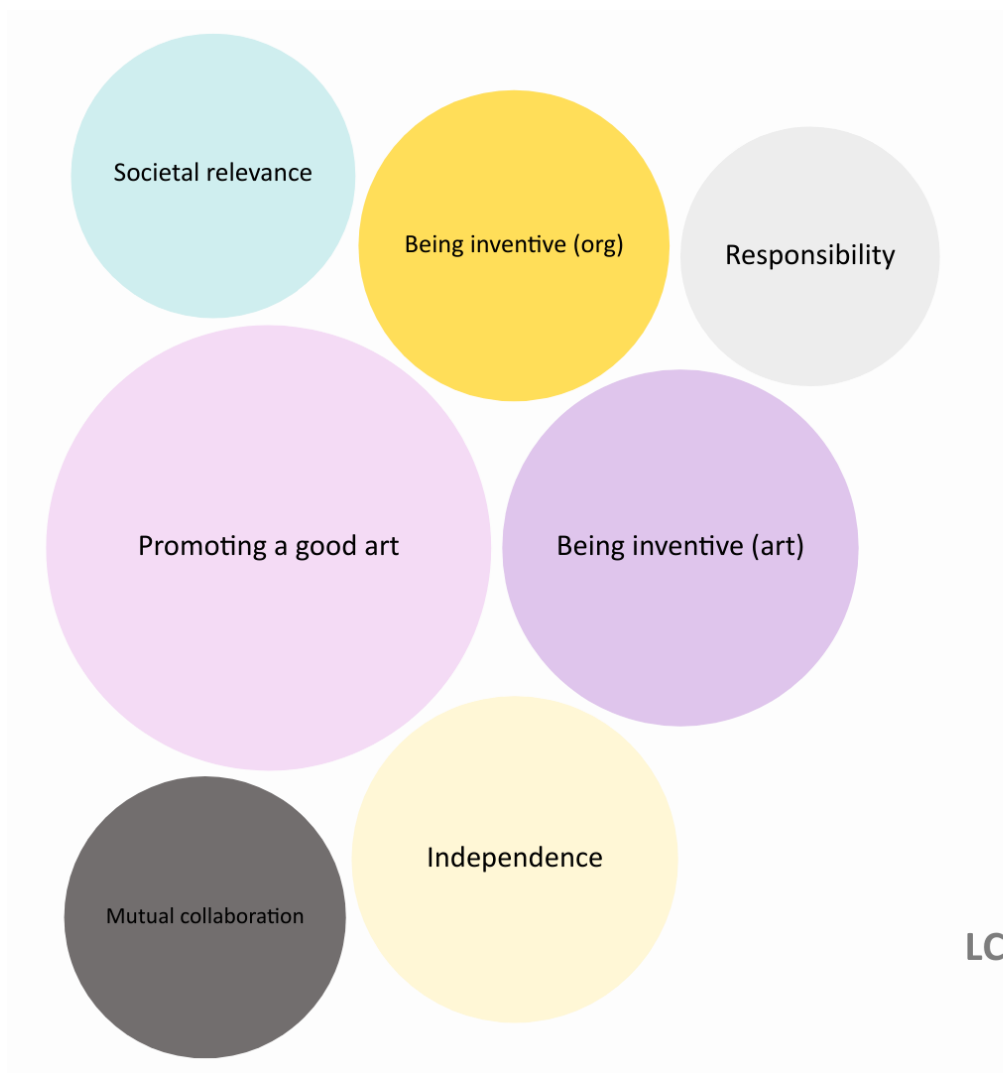 Societal relevance
Being inventive (org)
Responsibility
Promoting a good art
Being inventive (art)
Independence
Mutual collaboration
LC